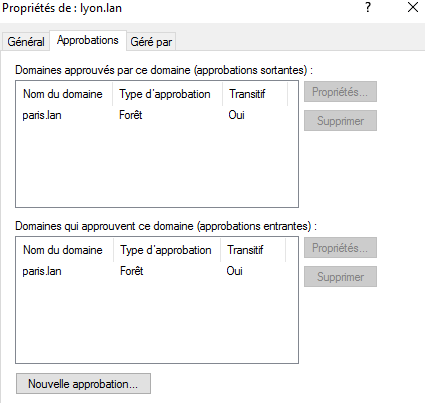 Propriétés de : lyon.lan ?
Général Approbations Géré par
Domaines approuvés par ce domaine (approbations sortantes) :
Nom du domaine Type d'approbation Transitif
paris.lan Forêt Oui
Propriétés...
Supprimer
Domaines qui approuvent ce domaine (approbations entrantes) :
Nom du domaine Type d'approbation Transitif
paris.lan Forêt Oui
Propriétés...
Supprimer
Nouvelle approbation...